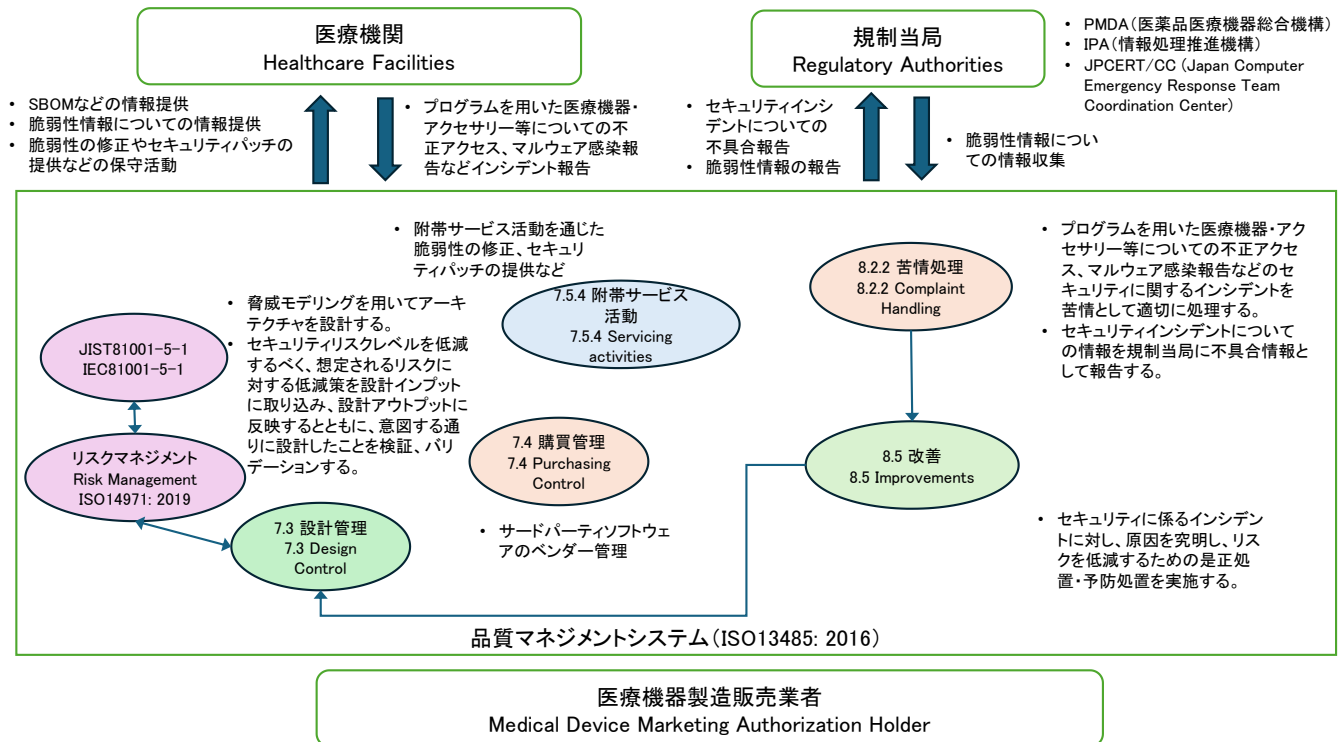 医療機関
Healthcare Facilities
規制当局
Regulatory Authorities
• PMDA(医薬品医療機器総合機構)
• IPA(情報処理推進機構)
• JPCERT/CC (Japan Computer
Emergency Response Team
Coordination Center)
• SBOMなどの情報提供
• 脆弱性情報についての情報提供
• 脆弱性の修正やセキュリティパッチの
提供などの保守活動
• プログラムを用いた医療機器・
アクセサリー等についての不
正アクセス、マルウェア感染報
告などインシデント報告
• セキュリティインシ
デントについての
不具合報告
• 脆弱性情報の報告
• 脆弱性情報につい
ての情報収集
• 附帯サービス活動を通じた
脆弱性の修正、セキュリ
ティパッチの提供など
7.5.4 附帯サービス
活動
7.5.4 Servicing
activities
8.2.2 苦情処理
8.2.2 Complaint
Handling
• プログラムを用いた医療機器・アク
セサリー等についての不正アクセ
ス、マルウェア感染報告などのセ
キュリティに関するインシデントを
苦情として適切に処理する。
• セキュリティインシデントについて
の情報を規制当局に不具合情報と
して報告する。
• 脅威モデリングを用いてアーキ
テクチャを設計する。
• セキュリティリスクレベルを低減
するべく、想定されるリスクに
対する低減策を設計インプット
に取り込み、設計アウトプットに
反映するとともに、意図する通
りに設計したことを検証、バリ
デーションする。
JIST81001-5-1
IEC81001-5-1
リスクマネジメント
Risk Management
ISO14971: 2019
7.3 設計管理
7.3 Design
Control
7.4 購買管理
7.4 Purchasing
Control
• サードパーティソフトウェ
アのベンダー管理
8.5 改善
8.5 Improvements
• セキュリティに係るインシデン
トに対し、原因を究明し、リス
クを低減するための是正処
置・予防処置を実施する。
品質マネジメントシステム(ISO13485: 2016)
医療機器製造販売業者
Medical Device Marketing Authorization Holder